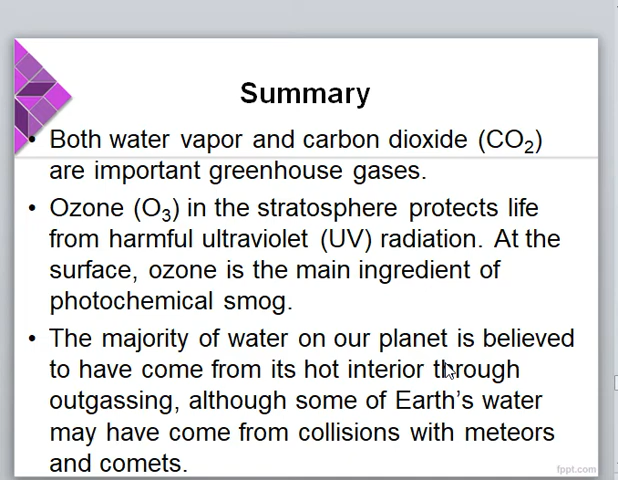 Summary
• Both water vapor and carbon dioxide (CO₂)
are important greenhouse gases.
• Ozone (O₃) in the stratosphere protects life
from harmful ultraviolet (UV) radiation. At the
surface, ozone is the main ingredient of
photochemical smog.
• The majority of water on our planet is believed
to have come from its hot interior through
outgassing, although some of Earth's water
may have come from collisions with meteors
and comets.
fppt.com